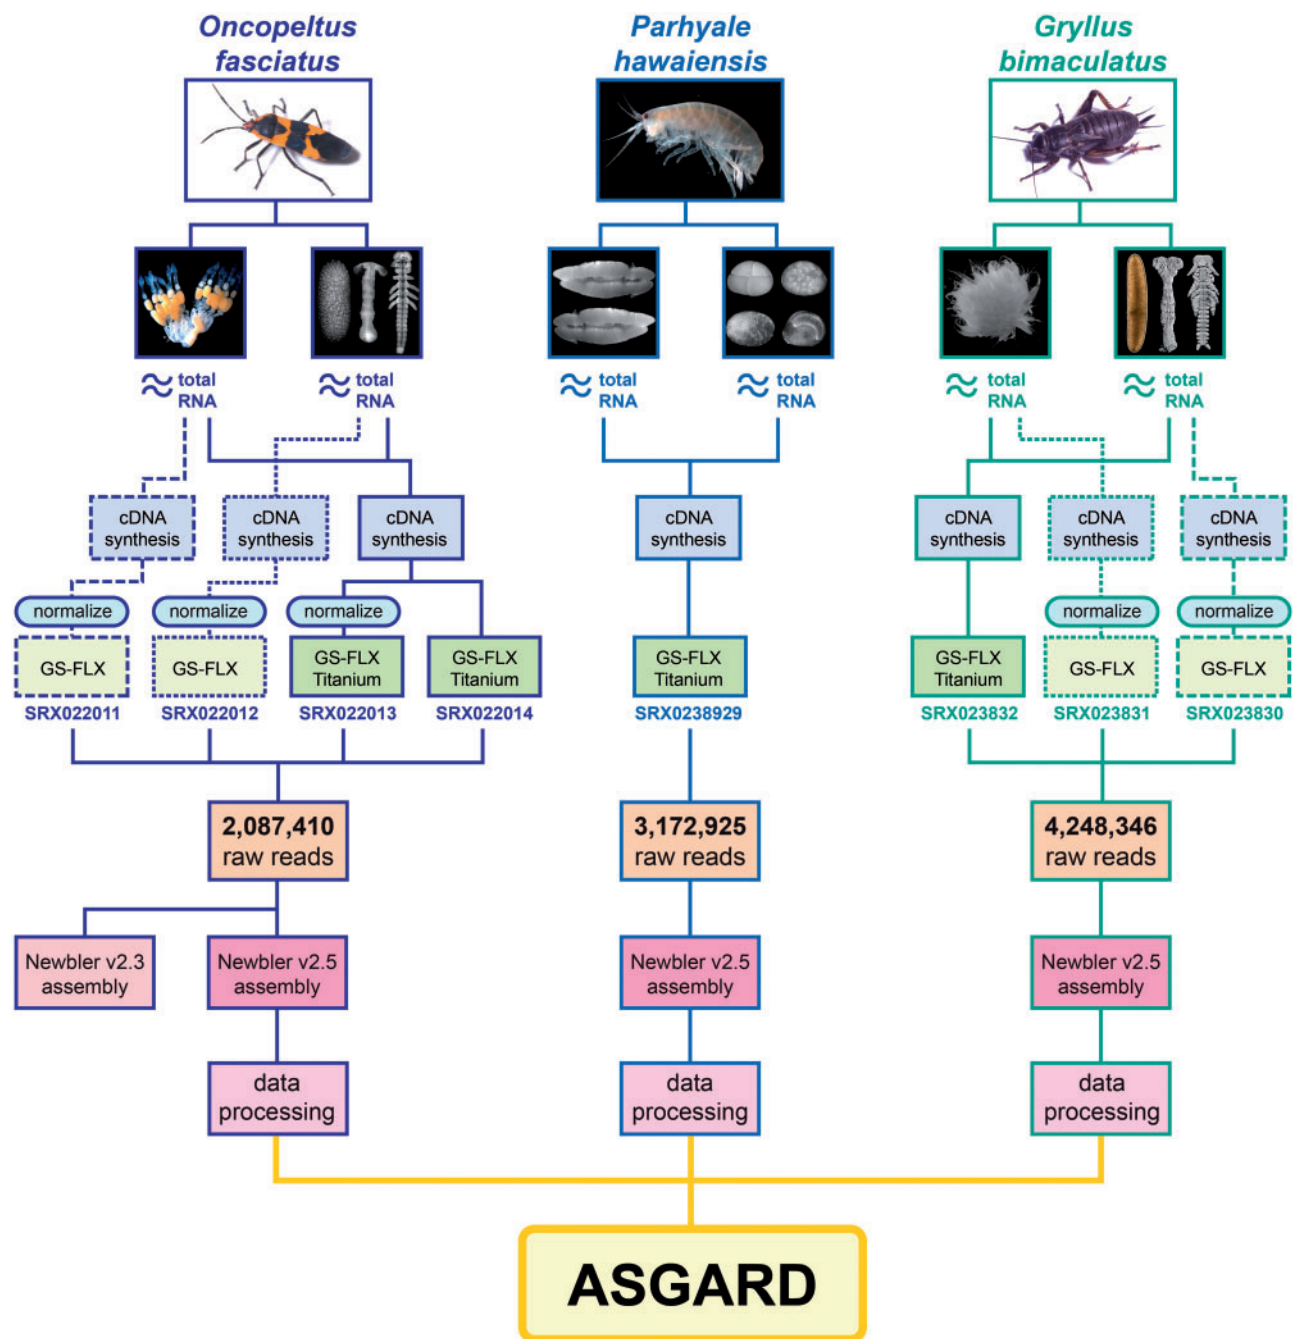 Oncopeltus
fasciatus
Parhyale
hawaiensis
Gryllus
bimaculatus
total
RNA
total
RNA
total
RNA
total
RNA
total
RNA
total
RNA
cDNA
synthesis
cDNA
synthesis
cDNA
synthesis
cDNA
synthesis
cDNA
synthesis
cDNA
synthesis
cDNA
synthesis
normalize
normalize
normalize
normalize
normalize
GS-FLX
GS-FLX
GS-FLX
Titanium
GS-FLX
Titanium
GS-FLX
Titanium
GS-FLX
Titanium
GS-FLX
GS-FLX
SRX022011
SRX022012
SRX022013
SRX022014
SRX0238929
SRX023832
SRX023831
SRX023830
2,087,410
raw reads
3,172,925
raw reads
4,248,346
raw reads
Newbler v2.3
assembly
Newbler v2.5
assembly
Newbler v2.5
assembly
Newbler v2.5
assembly
data
processing
data
processing
data
processing
ASGARD